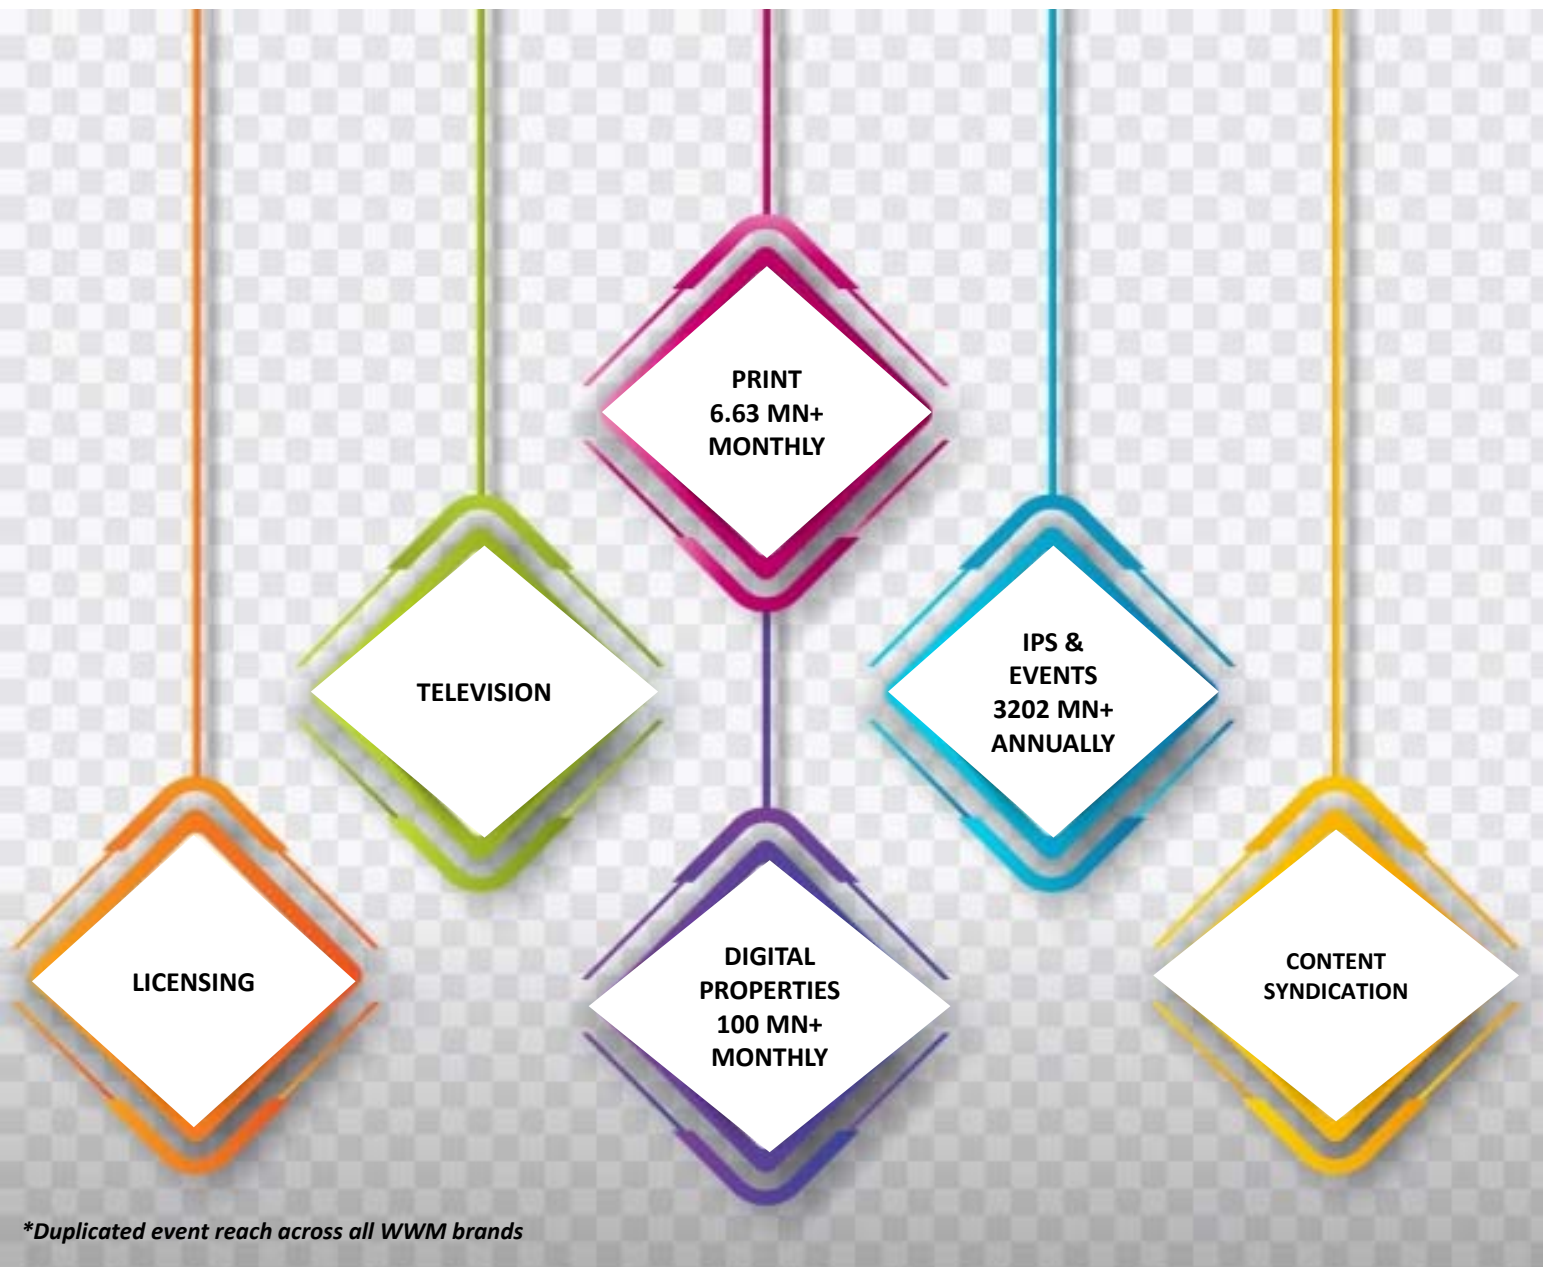 PRINT
6.63 MN+
MONTHLY
TELEVISION
IPS &
EVENTS
3202 MN+
ANNUALLY
LICENSING
DIGITAL
PROPERTIES
100 MN+
MONTHLY
CONTENT
SYNDICATION
*Duplicated event reach across all WWM brands